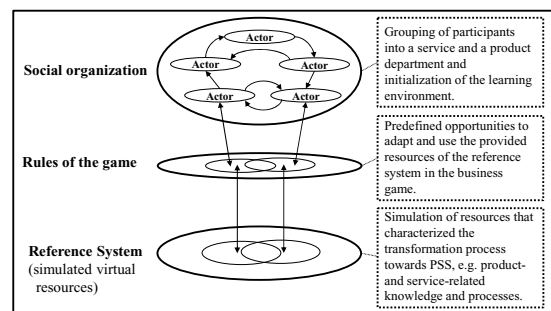 Actor
Actor Actor
Actor Actor
Social organization
Grouping of participants
into a service and a product
department and
initialization of the learning
environment.
Rules of the game
Predefined opportunities to
adapt and use the provided
resources of the reference
system in the business
game.
Reference System
(simulated virtual
resources)
Simulation of resources that
characterized the
transformation process
towards PSS, e.g. product-
and service-related
knowledge and processes.